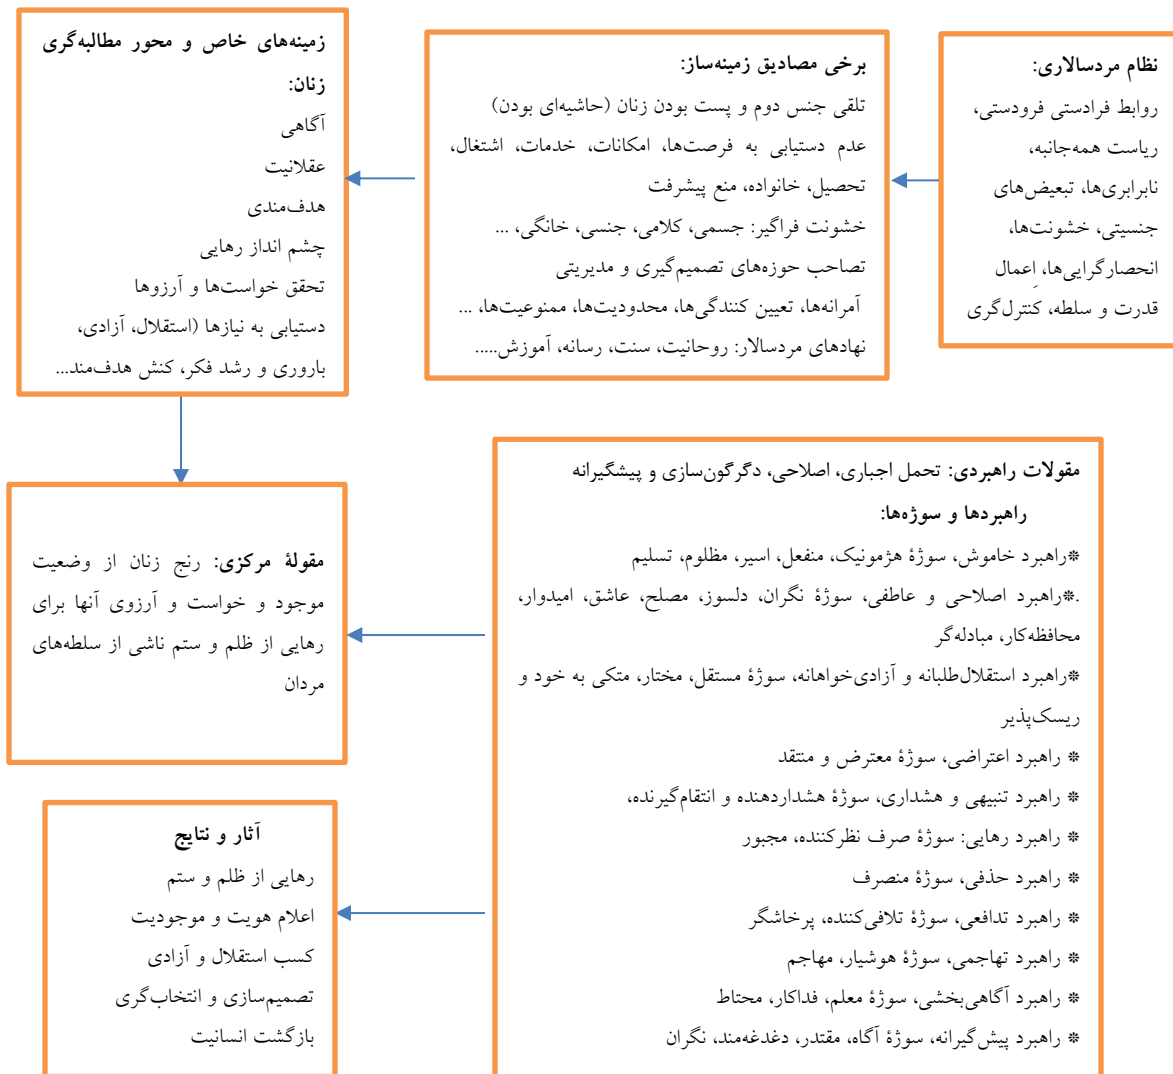 نظام مردسالاری:
روابط فرادستی فرودستی،
ریاست همه‌جانبه،
نابرابری‌ها، تبعیض‌های
جنسیتی، خشونت‌ها،
انحصارگرایی‌ها، اِعمال
قدرت و سلطه، کنترل‌گری
برخی مصادیق زمینه‌ساز:
تلقی جنس دوم و پست بودن زنان (حاشیه‌ای بودن)
عدم دستیابی به فرصت‌ها، امکانات، خدمات، اشتغال،
تحصیل، خانواده، منع پیشرفت
خشونت فراگیر: جسمی، کلامی، جنسی، خانگی، ...
تصاحب حوزه‌های تصمیم‌گیری و مدیریتی
آمرانه‌ها، تعیین کنندگی‌ها، محدودیت‌ها، ممنوعیت‌ها، ...
نهادهای مردسالار: روحانیت، سنت، رسانه، آموزش.....
زمینه‌های خاص و محور مطالبه‌گری
زنان:
آگاهی
عقلانیت
هدف‌مندی
چشم انداز رهایی
تحقق خواست‌ها و آرزوها
دستیابی به نیازها (استقلال، آزادی،
باروری و رشد فکر، کنش هدف‌مند...
مقولهٔ مرکزی: رنج زنان از وضعیت
موجود و خواست و آرزوی آنها برای
رهایی از ظلم و ستم ناشی از سلطه‌های
مردان
مقولات راهبردی: تحمل اجباری، اصلاحی، دگرگون‌سازی و پیشگیرانه
راهبردها و سوژه‌ها:
*راهبرد خاموش، سوژهٔ هژمونیک، منفعل، اسیر، مظلوم، تسلیم
.*راهبرد اصلاحی و عاطفی، سوژهٔ نگران، دلسوز، مصلح، عاشق، امیدوار،
محافظه‌کار، مبادله‌گر
*راهبرد استقلال‌طلبانه و آزادی‌خواهانه، سوژهٔ مستقل، مختار، متکی به خود و
ریسک‌پذیر
* راهبرد اعتراضی، سوژهٔ معترض و منتقد
* راهبرد تنبیهی و هشداری، سوژهٔ هشداردهنده و انتقام‌گیرنده،
* راهبرد رهایی: سوژهٔ صرف نظرکننده، مجبور
* راهبرد حذفی، سوژهٔ منصرف
* راهبرد تدافعی، سوژهٔ تلافی‌کننده، پرخاشگر
* راهبرد تهاجمی، سوژهٔ هوشیار، مهاجم
* راهبرد آگاهی‌بخشی، سوژهٔ معلم، فداکار، محتاط
* راهبرد پیش‌گیرانه، سوژهٔ آگاه، مقتدر، دغدغه‌مند، نگران
آثار و نتایج
رهایی از ظلم و ستم
اعلام هویت و موجودیت
کسب استقلال و آزادی
تصمیم‌سازی و انتخاب‌گری
بازگشت انسانیت